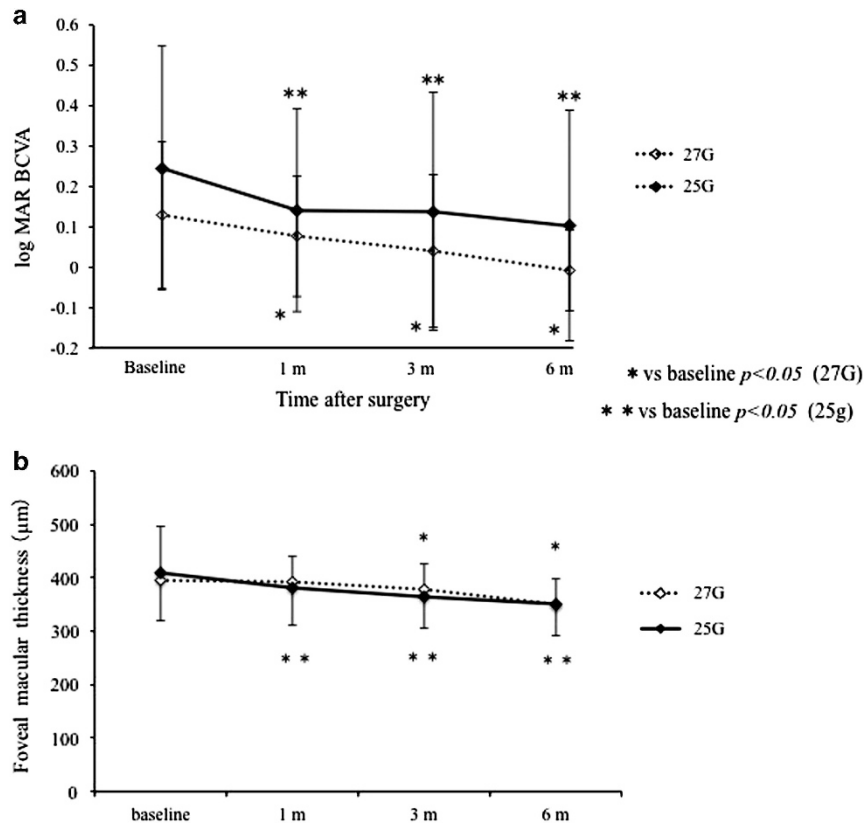 a
0.6
0.5
0.4
0.3
0.2
0.1
0
-0.1
-0.2
log MAR BCVA
** ** **
* * *
27G
25G
Baseline 1 m 3 m 6 m
Time after surgery
* vs baseline p<0.05 (27G)
** vs baseline p<0.05 (25g)
b
600
500
400
300
200
100
0
Foveal macular thickness (μm)
* *
** ** **
27G
25G
baseline 1 m 3 m 6 m